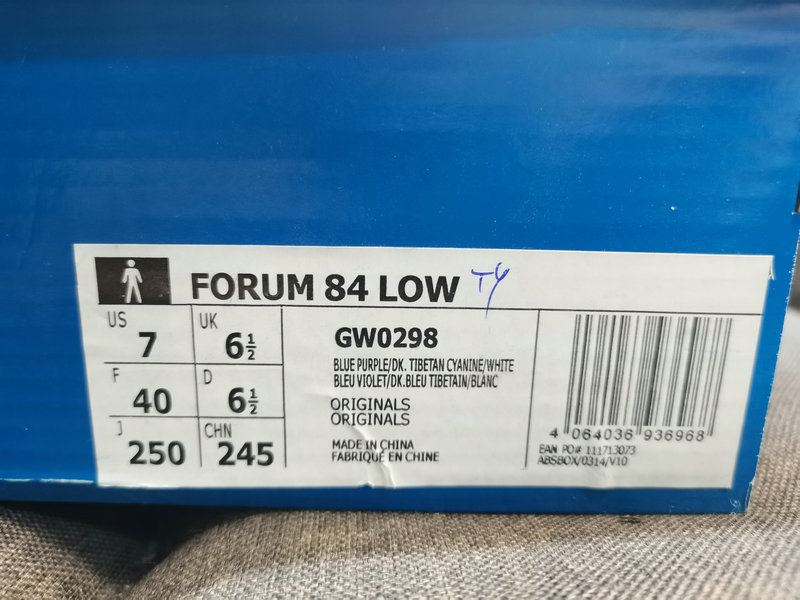 FORUM 84 LOW TY
US 7
UK 6½
F 40
D 6½
J 250
CHN 245
GW0298
BLUE PURPLE/DK. TIBETAN CYANINE/WHITE
BLEU VIOLET/DK.BLEU TIBETAIN/BLANC
ORIGINALS
ORIGINALS
MADE IN CHINA
FABRIQUÉ EN CHINE
4 064036 936968
EAN PO# 111713073
ABSBOX/0314/V10